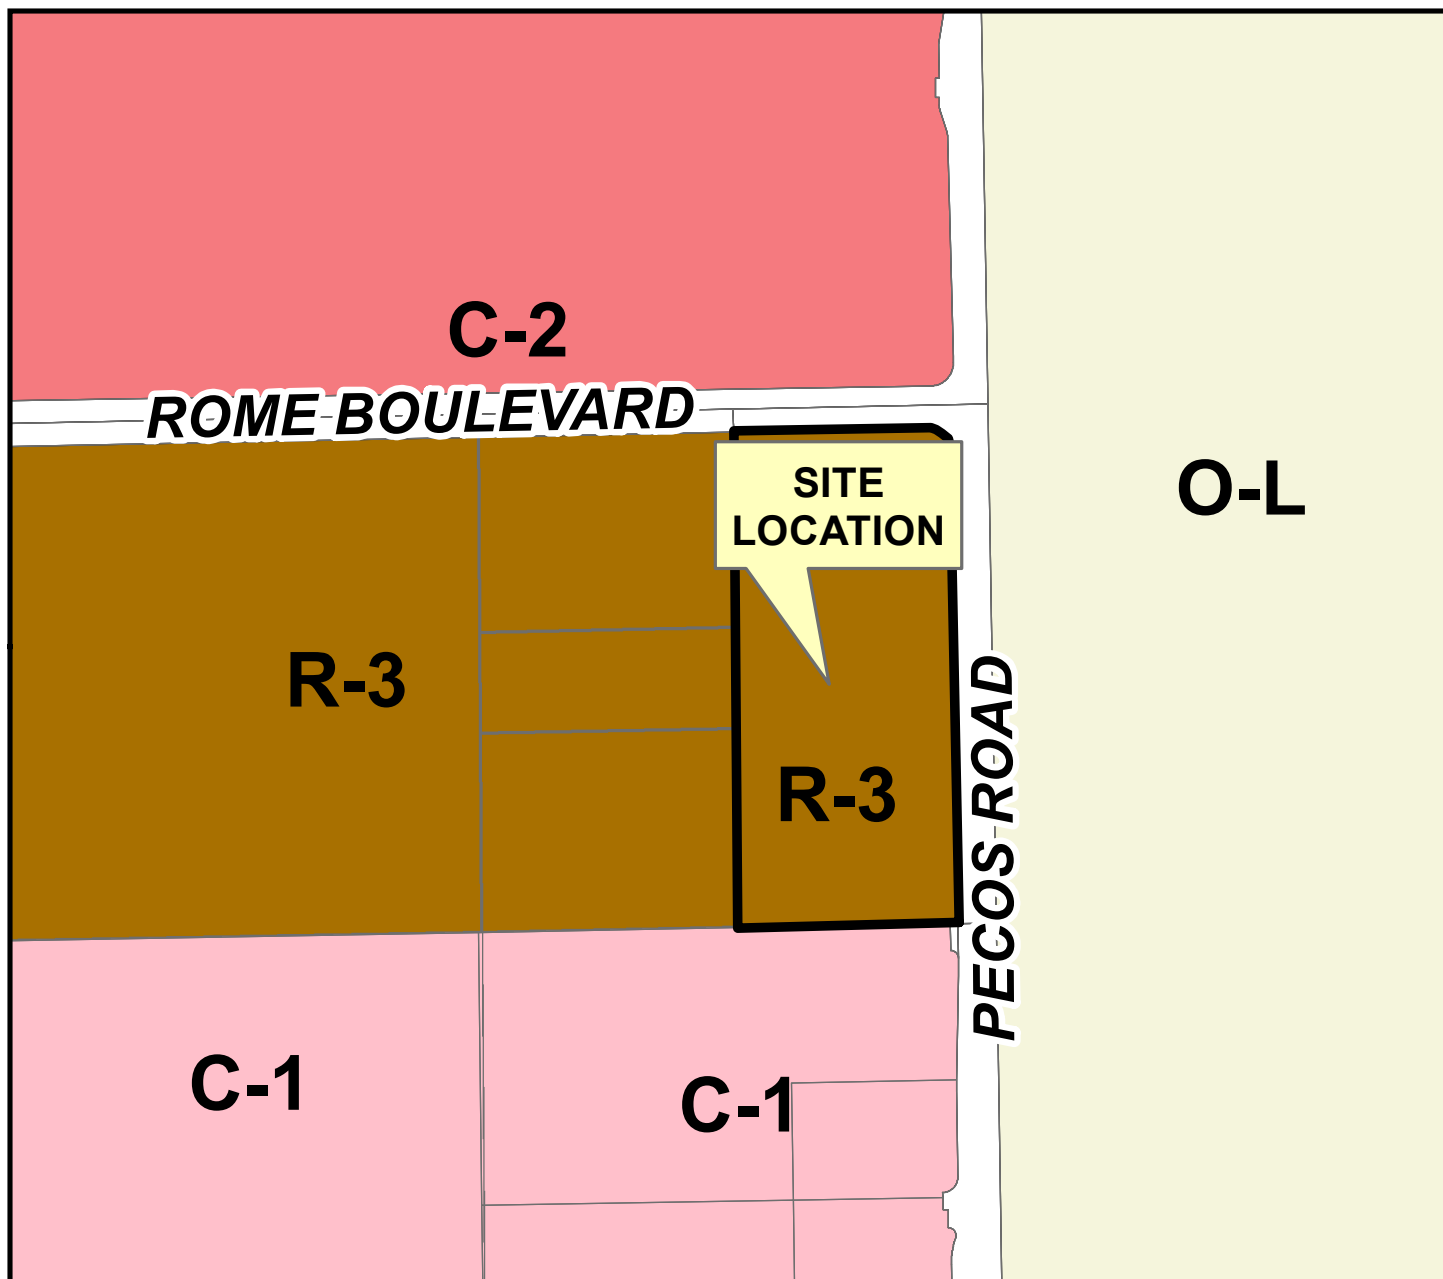 C-2
ROME BOULEVARD
SITE
LOCATION
O-L
R-3
R-3
PECOS ROAD
C-1
C-1